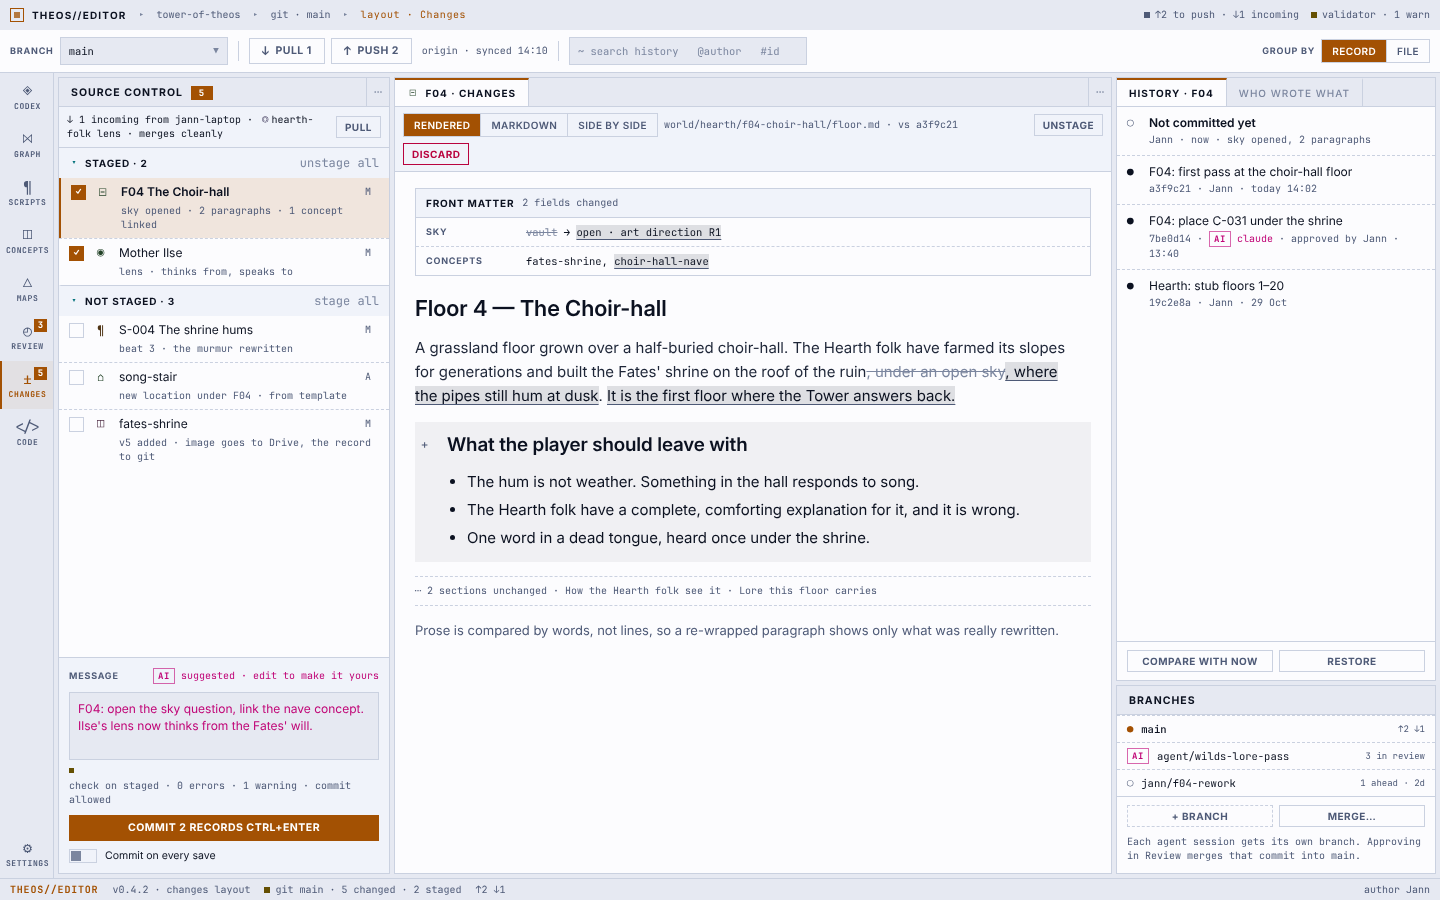 THEOS//EDITOR ‣ tower-of-theos ‣ git · main ‣ layout · Changes
↑2 to push · ↓1 incoming validator · 1 warn
BRANCH main ▾ ↓ PULL 1 ↑ PUSH 2 origin · synced 14:10 ~ search history @author #id
GROUP BY RECORD FILE
CODEX
GRAPH
¶ SCRIPTS
CONCEPTS
MAPS
3
REVIEW
± 5
CHANGES
</> CODE
SETTINGS
SOURCE CONTROL 5 ···
↓ 1 incoming from jann-laptop · hearth-
folk lens · merges cleanly
PULL
STAGED · 2 unstage all
F04 The Choir-hall M
sky opened · 2 paragraphs · 1 concept
linked
Mother Ilse M
lens · thinks from, speaks to
NOT STAGED · 3 stage all
¶ S-004 The shrine hums M
beat 3 · the murmur rewritten
song-stair A
new location under F04 · from template
fates-shrine M
v5 added · image goes to Drive, the record
to git
MESSAGE AI suggested · edit to make it yours
F04: open the sky question, link the nave concept.
Ilse's lens now thinks from the Fates' will.
check on staged · 0 errors · 1 warning · commit
allowed
COMMIT 2 RECORDS CTRL+ENTER
Commit on every save
F04 · CHANGES ···
RENDERED MARKDOWN SIDE BY SIDE world/hearth/f04-choir-hall/floor.md · vs a3f9c21 UNSTAGE
DISCARD
FRONT MATTER 2 fields changed
SKY vault → open · art direction R1
CONCEPTS fates-shrine, choir-hall-nave
Floor 4 — The Choir-hall
A grassland floor grown over a half-buried choir-hall. The Hearth folk have farmed its slopes
for generations and built the Fates' shrine on the roof of the ruin, under an open sky, where
the pipes still hum at dusk. It is the first floor where the Tower answers back.
+ What the player should leave with
• The hum is not weather. Something in the hall responds to song.
• The Hearth folk have a complete, comforting explanation for it, and it is wrong.
• One word in a dead tongue, heard once under the shrine.
··· 2 sections unchanged · How the Hearth folk see it · Lore this floor carries
Prose is compared by words, not lines, so a re-wrapped paragraph shows only what was really rewritten.
HISTORY · F04 WHO WROTE WHAT
Not committed yet
Jann · now · sky opened, 2 paragraphs
F04: first pass at the choir-hall floor
a3f9c21 · Jann · today 14:02
F04: place C-031 under the shrine
7be0d14 · AI claude · approved by Jann ·
13:40
Hearth: stub floors 1–20
19c2e8a · Jann · 29 Oct
COMPARE WITH NOW RESTORE
BRANCHES
main ↑2 ↓1
AI agent/wilds-lore-pass 3 in review
jann/f04-rework 1 ahead · 2d
+ BRANCH MERGE...
Each agent session gets its own branch. Approving
in Review merges that commit into main.
THEOS//EDITOR v0.4.2 · changes layout git main · 5 changed · 2 staged ↑2 ↓1
author Jann